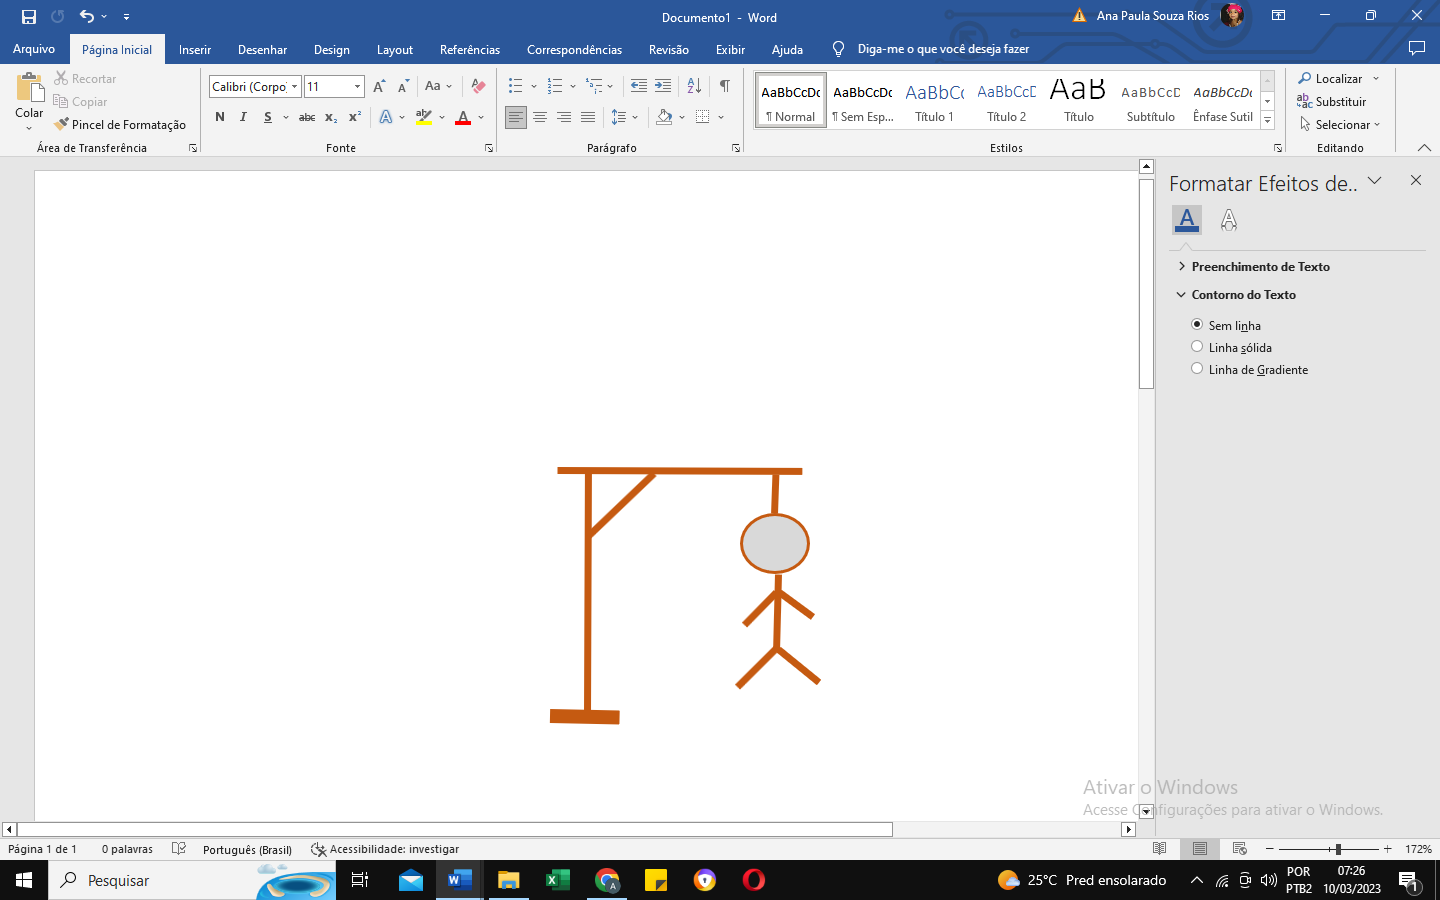 Documento1 - Word
Ana Paula Souza Rios
Arquivo
Página Inicial
Inserir
Desenhar
Design
Layout
Referências
Correspondências
Revisão
Exibir
Ajuda
Diga-me o que você deseja fazer
Colar
Recortar
Copiar
Pincel de Formatação
Área de Transferência
Calibri (Corpo
11
Aa
N I S abc x₂ x²
Fonte
Parágrafo
AaBbCcDc
¶ Normal
AaBbCcDc
¶ Sem Esp...
AaBbCc
Título 1
AaBbCcD
Título 2
AaB
Título
AaBbCcD
Subtítulo
AaBbCcDc
Ênfase Sutil
Estilos
Localizar
Substituir
Selecionar
Editando
Formatar Efeitos de..
Preenchimento de Texto
Contorno do Texto
Sem linha
Linha sólida
Linha de Gradiente
Ativar o Windows
Acesse Configurações para ativar o Windows.
Página 1 de 1
0 palavras
Português (Brasil)
Acessibilidade: investigar
172%
Pesquisar
25°C Pred ensolarado
POR
PTB2
07:26
10/03/2023
1